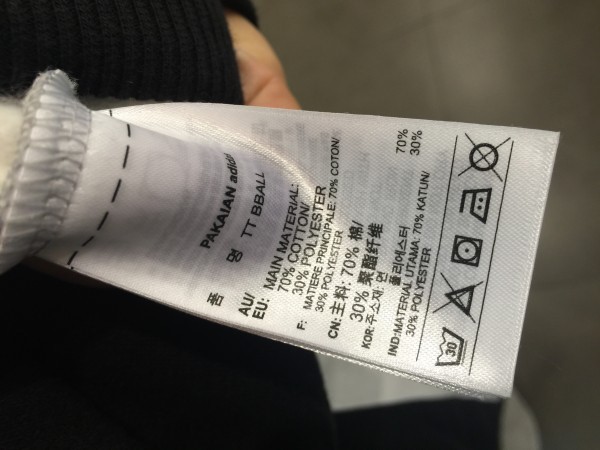 PAKAIAN adidas
품 명 TT BBALL
AU/
EU: MAIN MATERIAL:
70% COTTON/
30% POLYESTER
F: MATIERE PRINCIPALE: 70% COTON/
30% POLYESTER
CN: 主料: 70% 棉/
30% 聚酯纤维
KOR: 주소재: 면 70%
폴리에스터 30%
IND:MATERIAL UTAMA: 70% KATUN/
30% POLYESTER
30